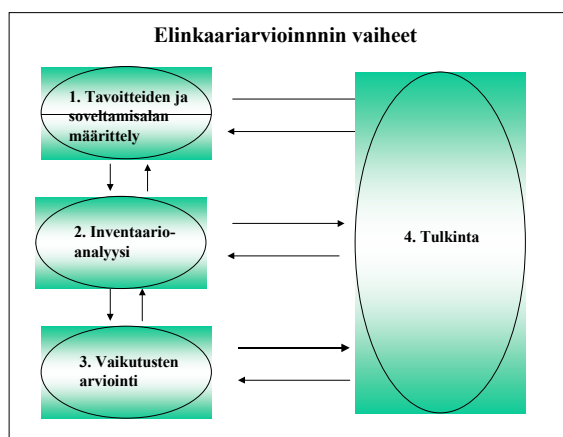 Elinkaariarvioinnnin vaiheet
1. Tavoitteiden ja
soveltamisalan
määrittely
2. Inventaario-
analyysi
4. Tulkinta
3. Vaikutusten
arviointi